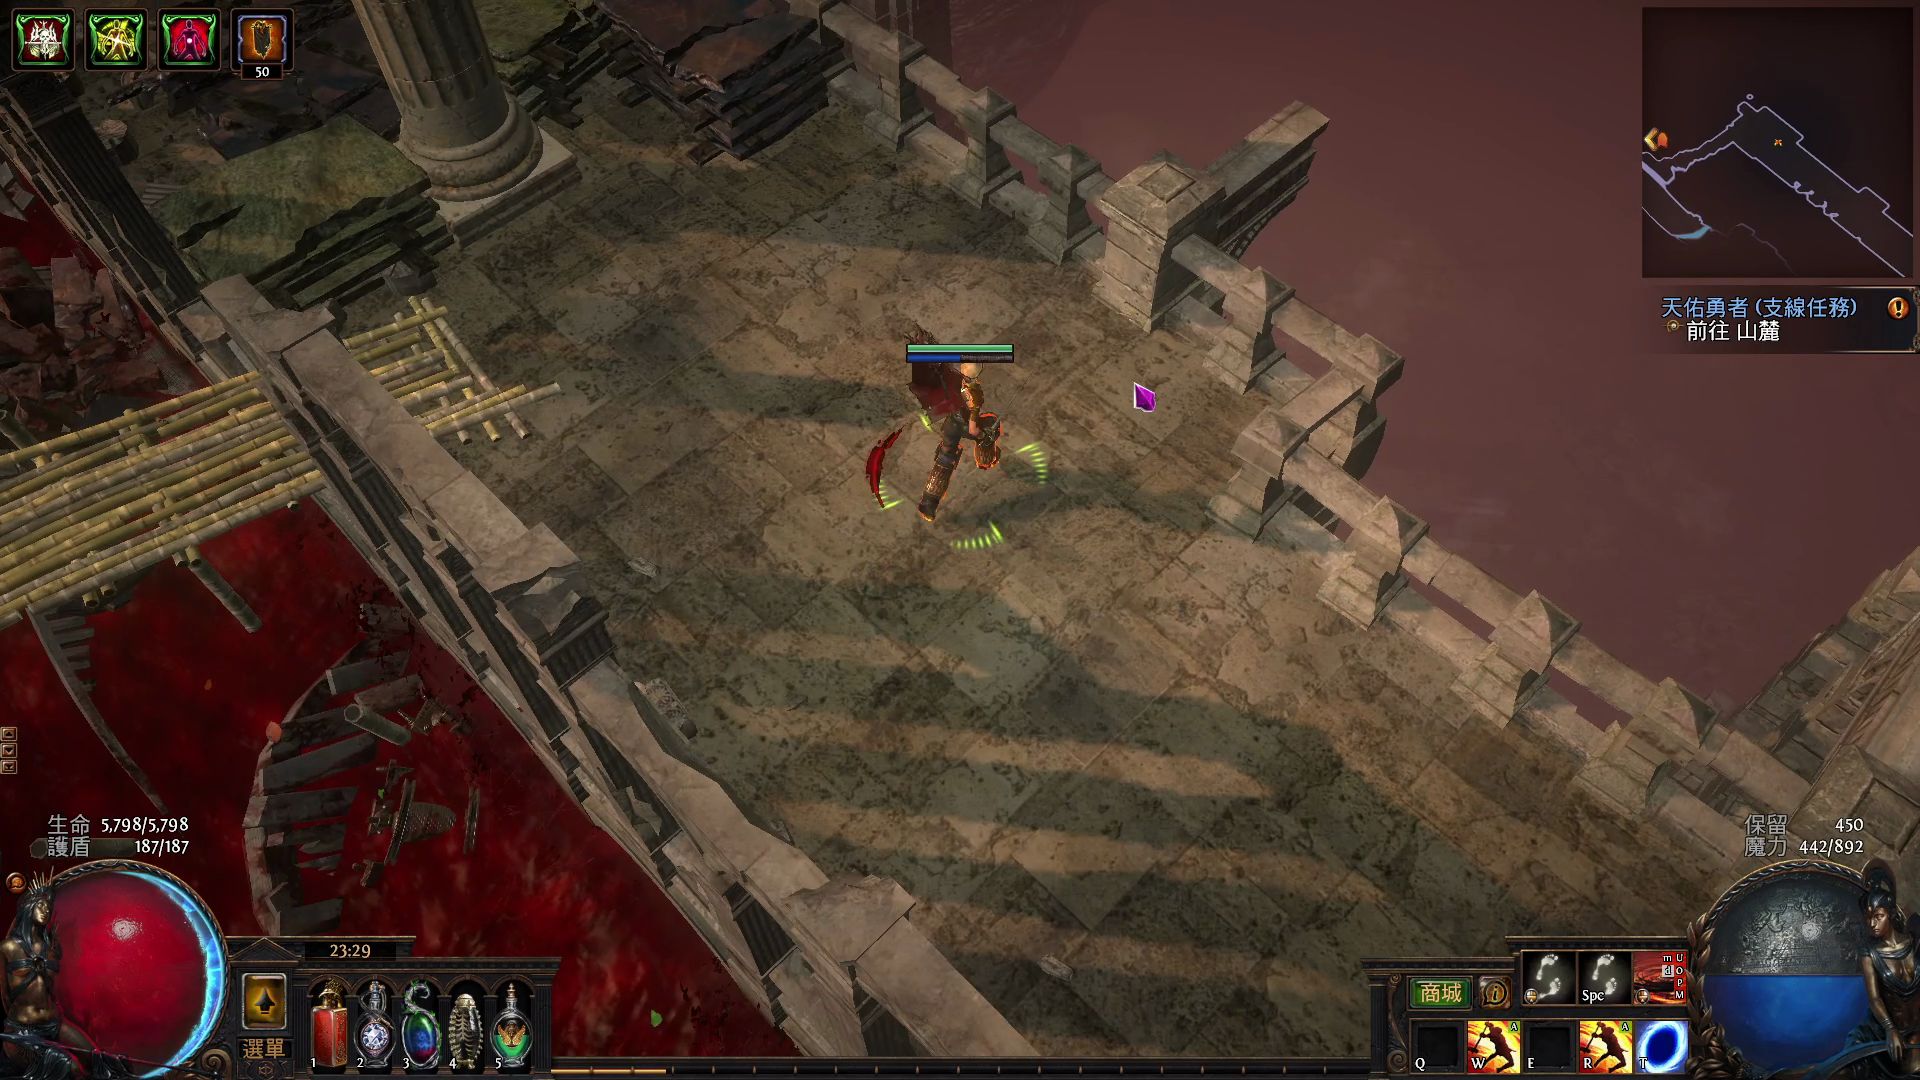 50
天佑勇者 (支線任務)
前往 山麓
生命 5,798/5,798
護盾 187/187
保留 450
魔力 442/892
23:29
選單
1 2 3 4 5
商城
Spc
m U
d O
P
M
Q W A E R A T